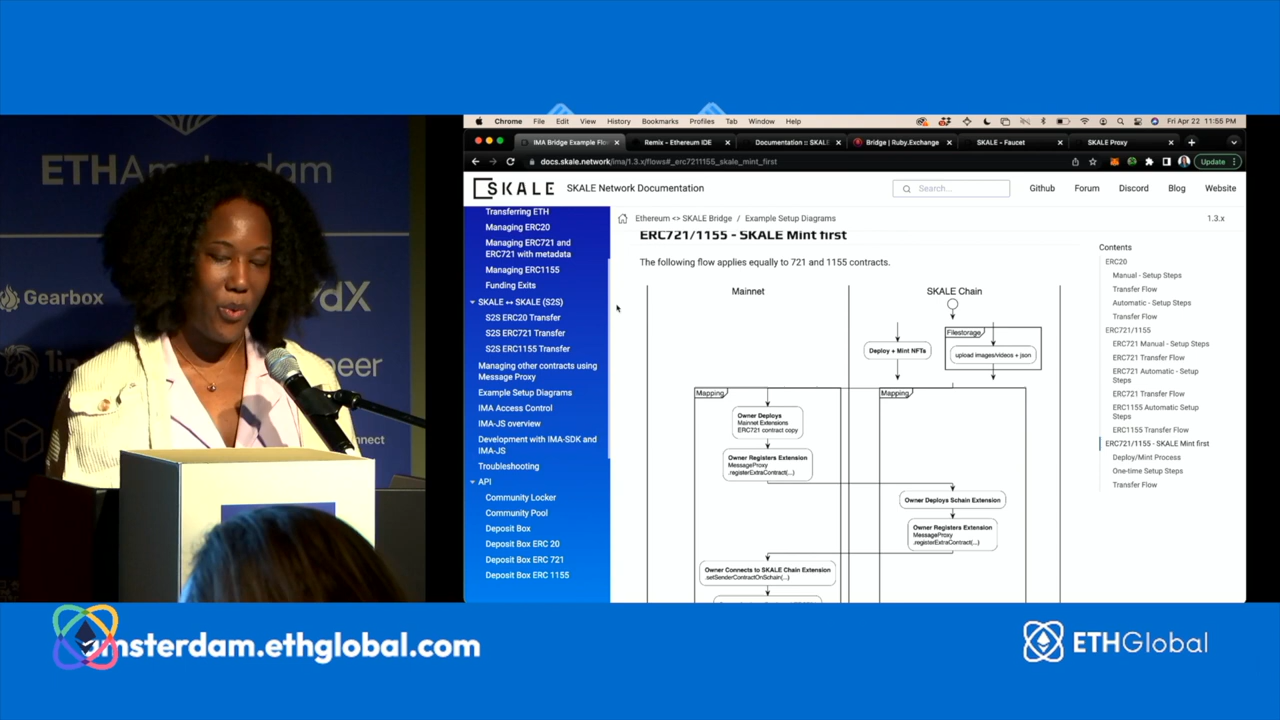 ETHAmsterdam
Gearbox
dX
1in
peer
nnect
Chrome File Edit View History Bookmarks Profiles Tab Window Help
Fri Apr 22 11:55 PM
IMA Bridge Example Flo
Remix - Ethereum IDE
Documentation :: SKAL
Bridge | Ruby.Exchange
SKALE - Faucet
SKALE Proxy
docs.skale.network/ima/1.3.x/flows#_erc7211155_skale_mint_first
Update
SKALE
SKALE Network Documentation
Search...
Github
Forum
Discord
Blog
Website
Transferring ETH
Managing ERC20
Managing ERC721 and
ERC721 with metadata
Managing ERC1155
Funding Exits
SKALE ↔ SKALE (S2S)
S2S ERC20 Transfer
S2S ERC721 Transfer
S2S ERC1155 Transfer
Managing other contracts using
Message Proxy
Example Setup Diagrams
IMA Access Control
IMA-JS overview
Development with IMA-SDK and
IMA-JS
Troubleshooting
API
Community Locker
Community Pool
Deposit Box
Deposit Box ERC 20
Deposit Box ERC 721
Deposit Box ERC 1155
Ethereum <> SKALE Bridge / Example Setup Diagrams
1.3.x
ERC721/1155 - SKALE Mint first
The following flow applies equally to 721 and 1155 contracts.
Mainnet
SKALE Chain
Filestorage
Deploy + Mint NFTs
upload images/videos + json
Mapping
Mapping
Owner Deploys
Mainnet Extensions
ERC721 contract copy
Owner Registers Extension
MessageProxy
.registerExtraContract(...)
Owner Deploys Schain Extension
Owner Registers Extension
MessageProxy
.registerExtraContract(...)
Owner Connects to SKALE Chain Extension
.setSenderContractOnSchain(...)
Contents
ERC20
Manual - Setup Steps
Transfer Flow
Automatic - Setup Steps
Transfer Flow
ERC721/1155
ERC721 Manual - Setup Steps
ERC721 Transfer Flow
ERC721 Automatic - Setup
Steps
ERC721 Transfer Flow
ERC1155 Automatic Setup
Steps
ERC1155 Transfer Flow
ERC721/1155 - SKALE Mint first
Deploy/Mint Process
One-time Setup Steps
Transfer Flow
amsterdam.ethglobal.com
ETHGlobal